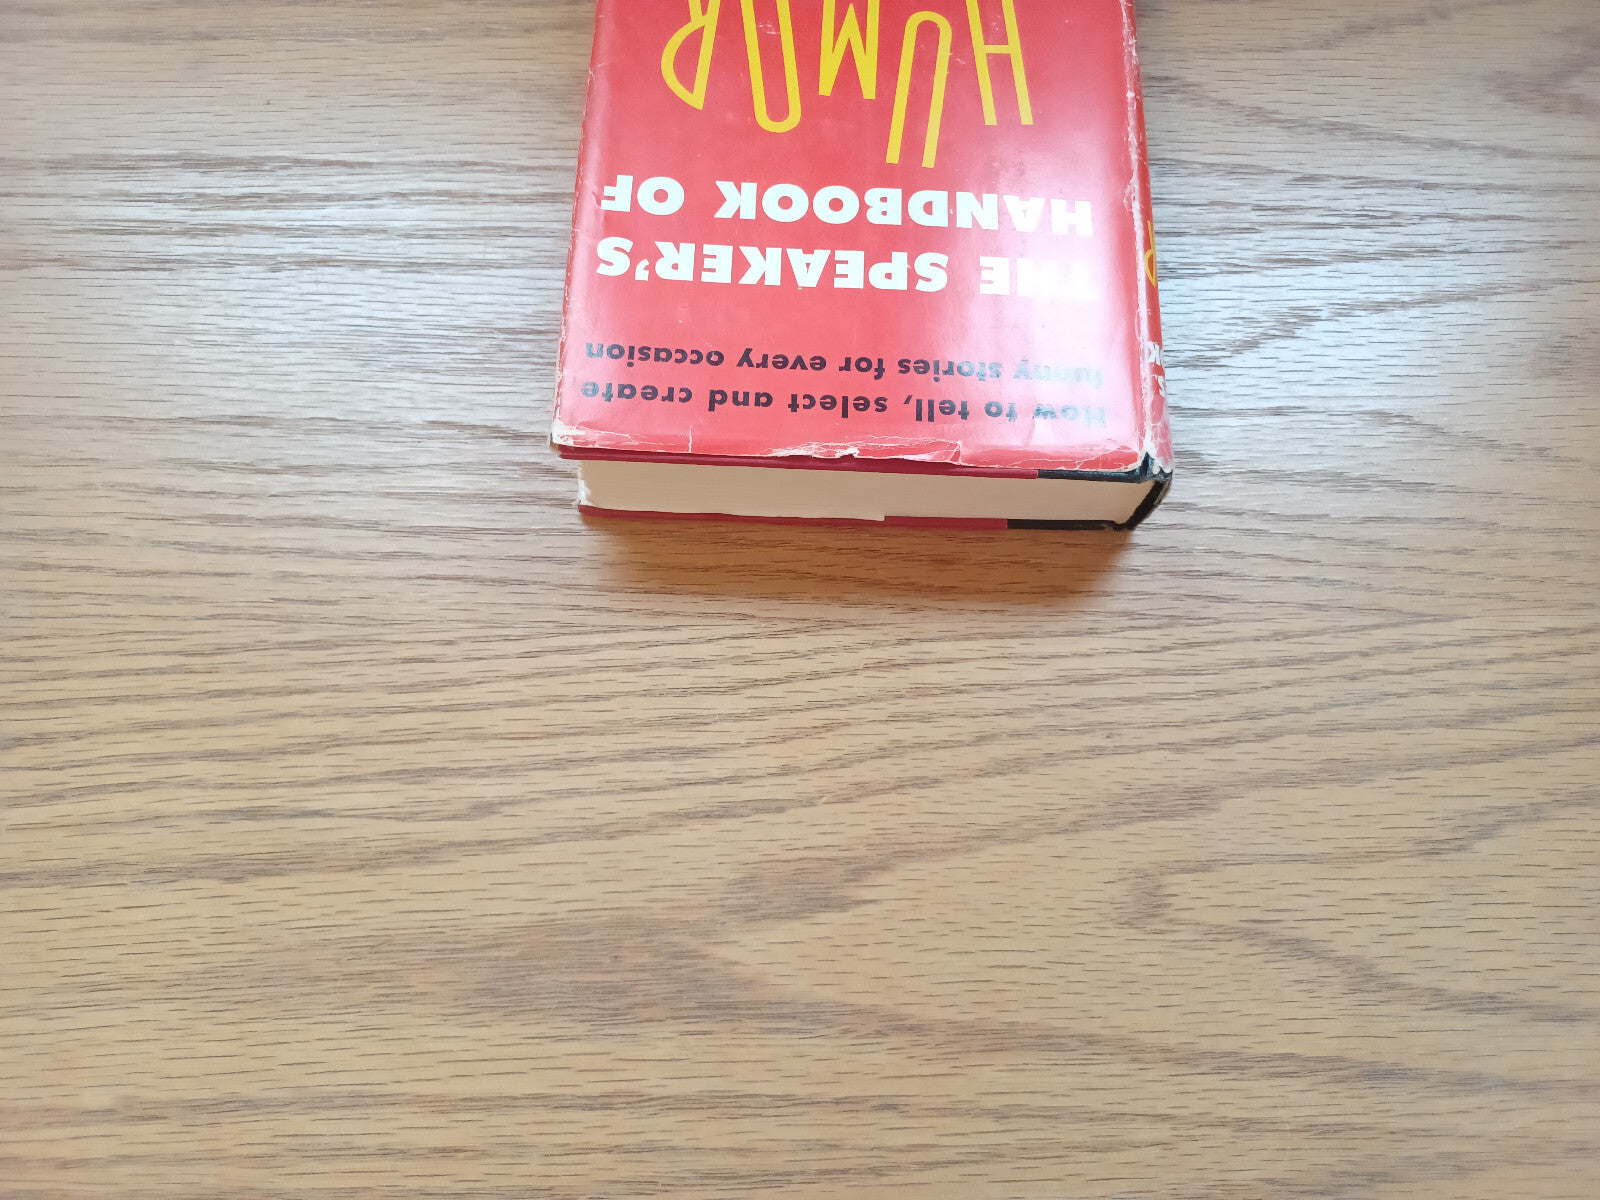 How to tell, select and create
funny stories for every occasion
THE SPEAKER'S
HANDBOOK OF
HUMOR